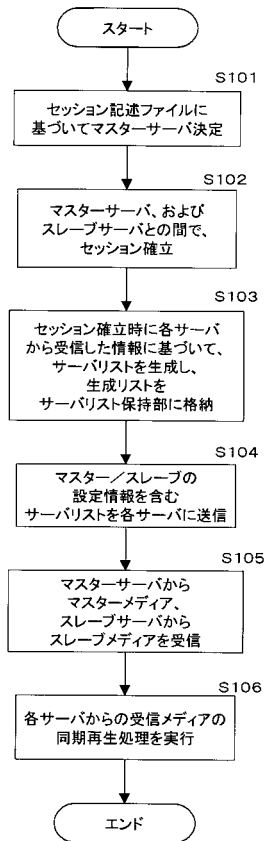 スタート
S101
セッション記述ファイルに
基づいてマスターサーバ決定
S102
マスターサーバ、および
スレーブサーバとの間で、
セッション確立
S103
セッション確立時に各サーバ
から受信した情報に基づいて、
サーバリストを生成し、
生成リストを
サーバリスト保持部に格納
S104
マスター／スレーブの
設定情報を含む
サーバリストを各サーバに送信
S105
マスターサーバから
マスターメディア、
スレーブサーバから
スレーブメディアを受信
S106
各サーバからの受信メディアの
同期再生処理を実行
エンド